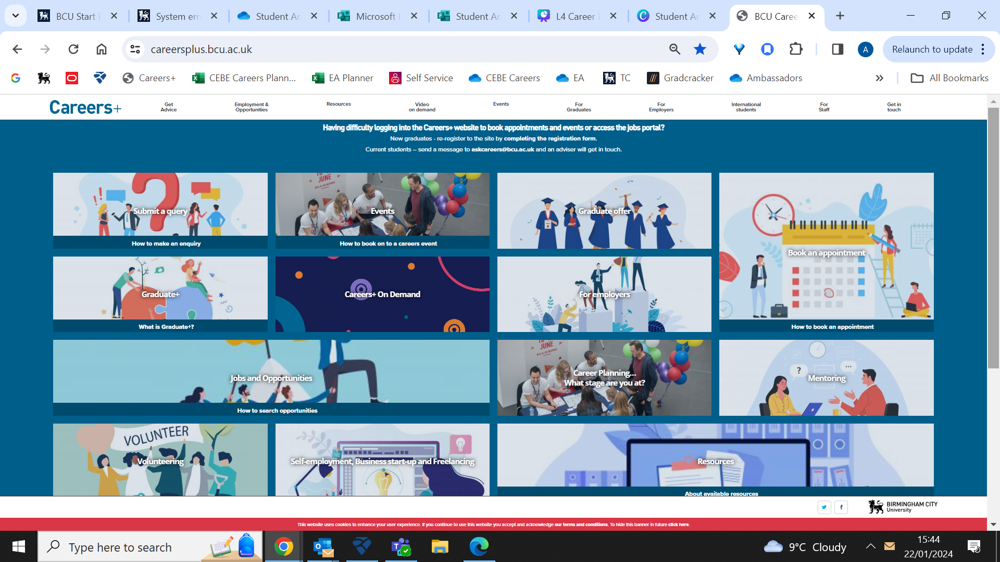 BCU Start
System err
Student Am
Microsoft F
Student Am
L4 Career
Student Ar
BCU Caree
careersplus.bcu.ac.uk
A
Relaunch to update
Careers+
CEBE Careers Plann...
EA Planner
Self Service
CEBE Careers
EA
TC
Gradcracker
Ambassadors
All Bookmarks
Careers+
Get
Advice
Employment &
Opportunities
Resources
Video
on demand
Events
For
Graduates
For
Employers
International
students
For
Staff
Get in
touch
Having difficulty logging into the Careers+ website to book appointments and events or access the jobs portal?
New graduates - re-register to the site by completing the registration form.
Current students – send a message to askcareers@bcu.ac.uk and an adviser will get in touch.
Submit a query
How to make an enquiry
JUNE
Events
How to book on to a careers event
Graduate offer
Book an appointment
How to book an appointment
Graduate+
What is Graduate+?
Careers+ On Demand
For employers
Jobs and Opportunities
How to search opportunities
JUNE
Career Planning...
What stage are you at?
?
...
Mentoring
VOLUNTEER
Volunteering
Self-employment, Business start-up and Freelancing
Resources
About available resources
BIRMINGHAM CITY
University
This website uses cookies to enhance your user experience. If you continue to use this website you accept and acknowledge our terms and conditions. To hide this banner in future click here.
Type here to search
9°C Cloudy
15:44
22/01/2024